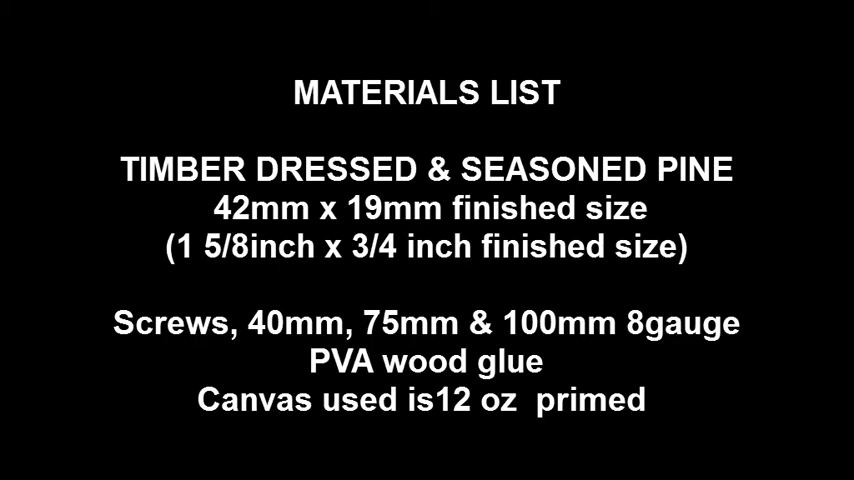 MATERIALS LIST
TIMBER DRESSED & SEASONED PINE
42mm x 19mm finished size
(1 5/8inch x 3/4 inch finished size)
Screws, 40mm, 75mm & 100mm 8gauge
PVA wood glue
Canvas used is12 oz  primed